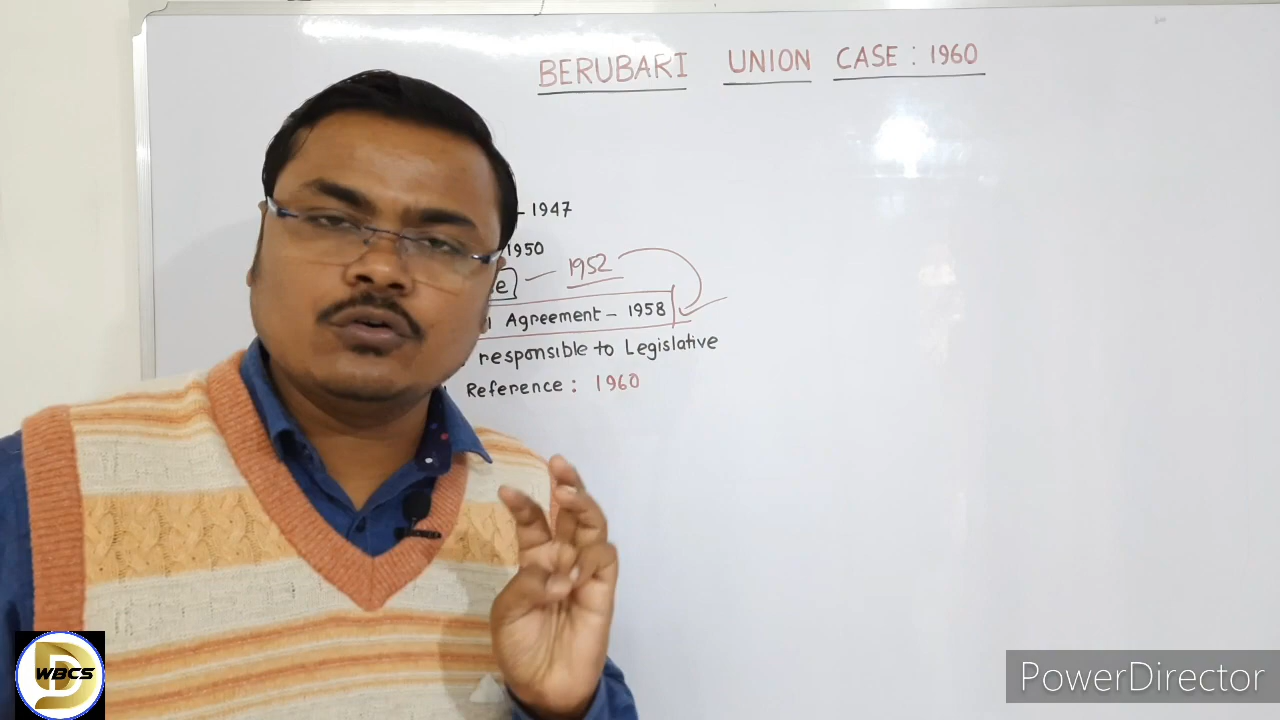 BERUBARI UNION CASE : 1960
- 1947
1950
e - 1952
Agreement - 1958
responsible to Legislative
Reference : 1960
D
WBCS
PowerDirector